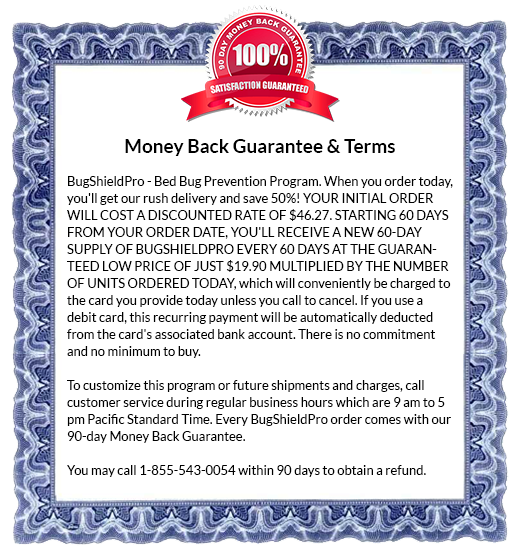 90 DAY MONEY BACK GUARANTEE
100%
SATISFACTION GUARANTEED
Money Back Guarantee & Terms
BugShieldPro - Bed Bug Prevention Program. When you order today,
you'll get our rush delivery and save 50%! YOUR INITIAL ORDER
WILL COST A DISCOUNTED RATE OF $46.27. STARTING 60 DAYS
FROM YOUR ORDER DATE, YOU'LL RECEIVE A NEW 60-DAY
SUPPLY OF BUGSHIELDPRO EVERY 60 DAYS AT THE GUARAN-
TEED LOW PRICE OF JUST $19.90 MULTIPLIED BY THE NUMBER
OF UNITS ORDERED TODAY, which will conveniently be charged to
the card you provide today unless you call to cancel. If you use a
debit card, this recurring payment will be automatically deducted
from the card's associated bank account. There is no commitment
and no minimum to buy.
To customize this program or future shipments and charges, call
customer service during regular business hours which are 9 am to 5
pm Pacific Standard Time. Every BugShieldPro order comes with our
90-day Money Back Guarantee.
You may call 1-855-543-0054 within 90 days to obtain a refund.